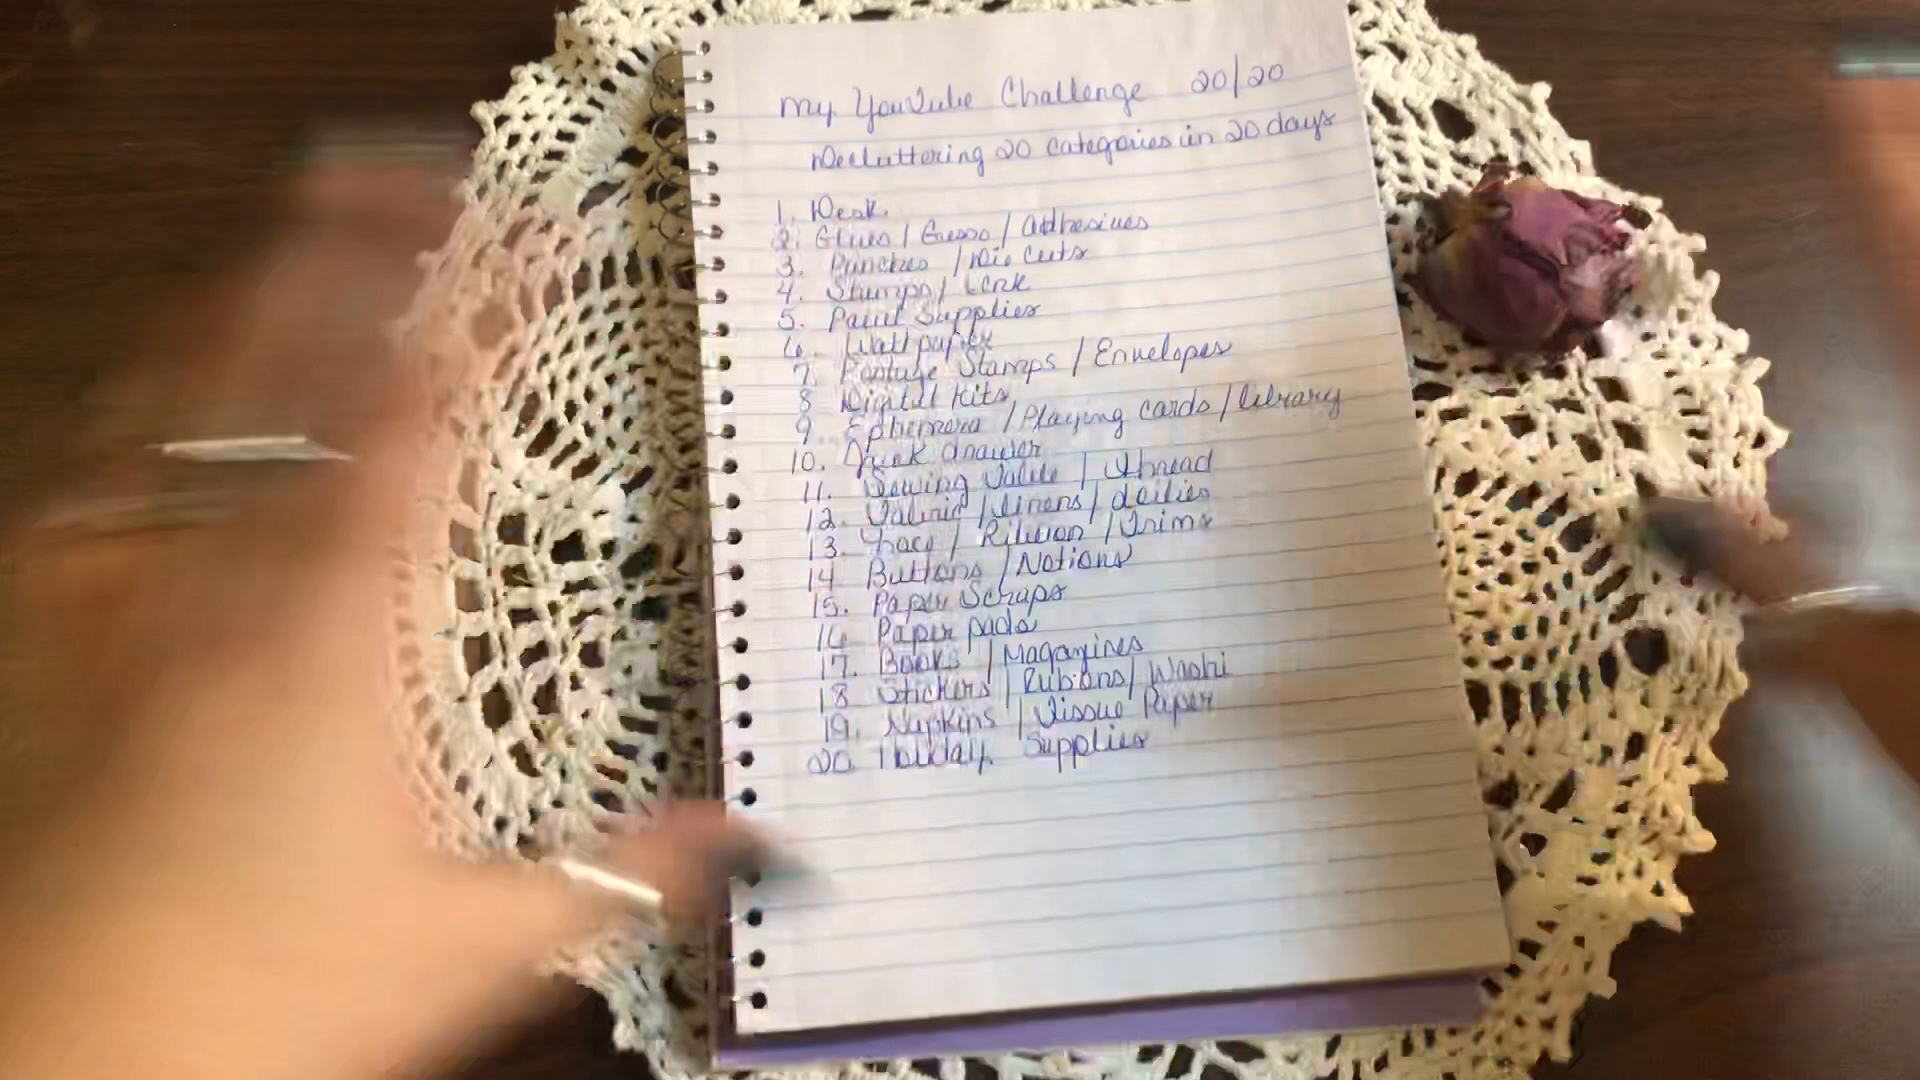 My YouTube Challenge 20/20
Decluttering 20 categories in 20 days
1. Desk
2. Glues / Gesso / Adhesives
3. Punches / Die Cuts
4. Stamps / Ink
5. Paint Supplies
6. Wallpaper
7. Postage Stamps / Envelopes
8 Digital Kits
9. Ephemera / Playing cards / library
10. Junk drawer
11. Sewing Table / Thread
12. Fabric / linens / doilies
13. Lace / Ribbon / Trims
14 Buttons / Notions
15. Paper Scraps
16 Paper pads
17. Books / Magazines
18 Stickers / Rubons / Washi
19. Napkins / Tissue Paper
20 Holiday Supplies